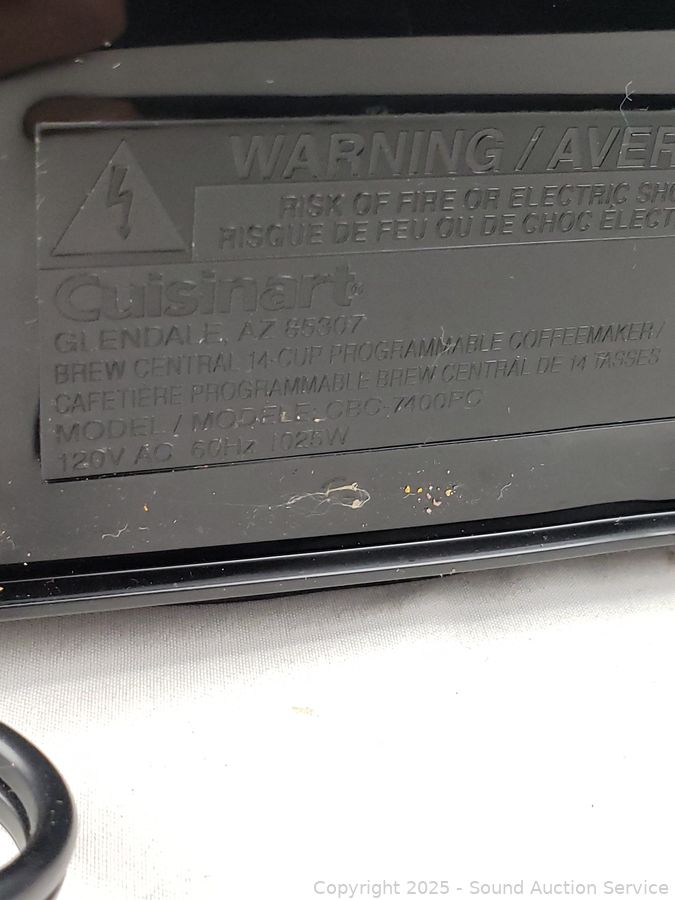 WARNING / AVER
RISK OF FIRE OR ELECTRIC SHO
RISQUE DE FEU OU DE CHOC ÉLECT
Cuisinart®
GLENDALE, AZ 85307
BREW CENTRAL 14-CUP PROGRAMMABLE COFFEEMAKER /
CAFETIÈRE PROGRAMMABLE BREW CENTRAL DE 14 TASSES
MODEL / MODÈLE: CBC-7400PC
120V AC 60Hz 1025W
Copyright 2025 - Sound Auction Service